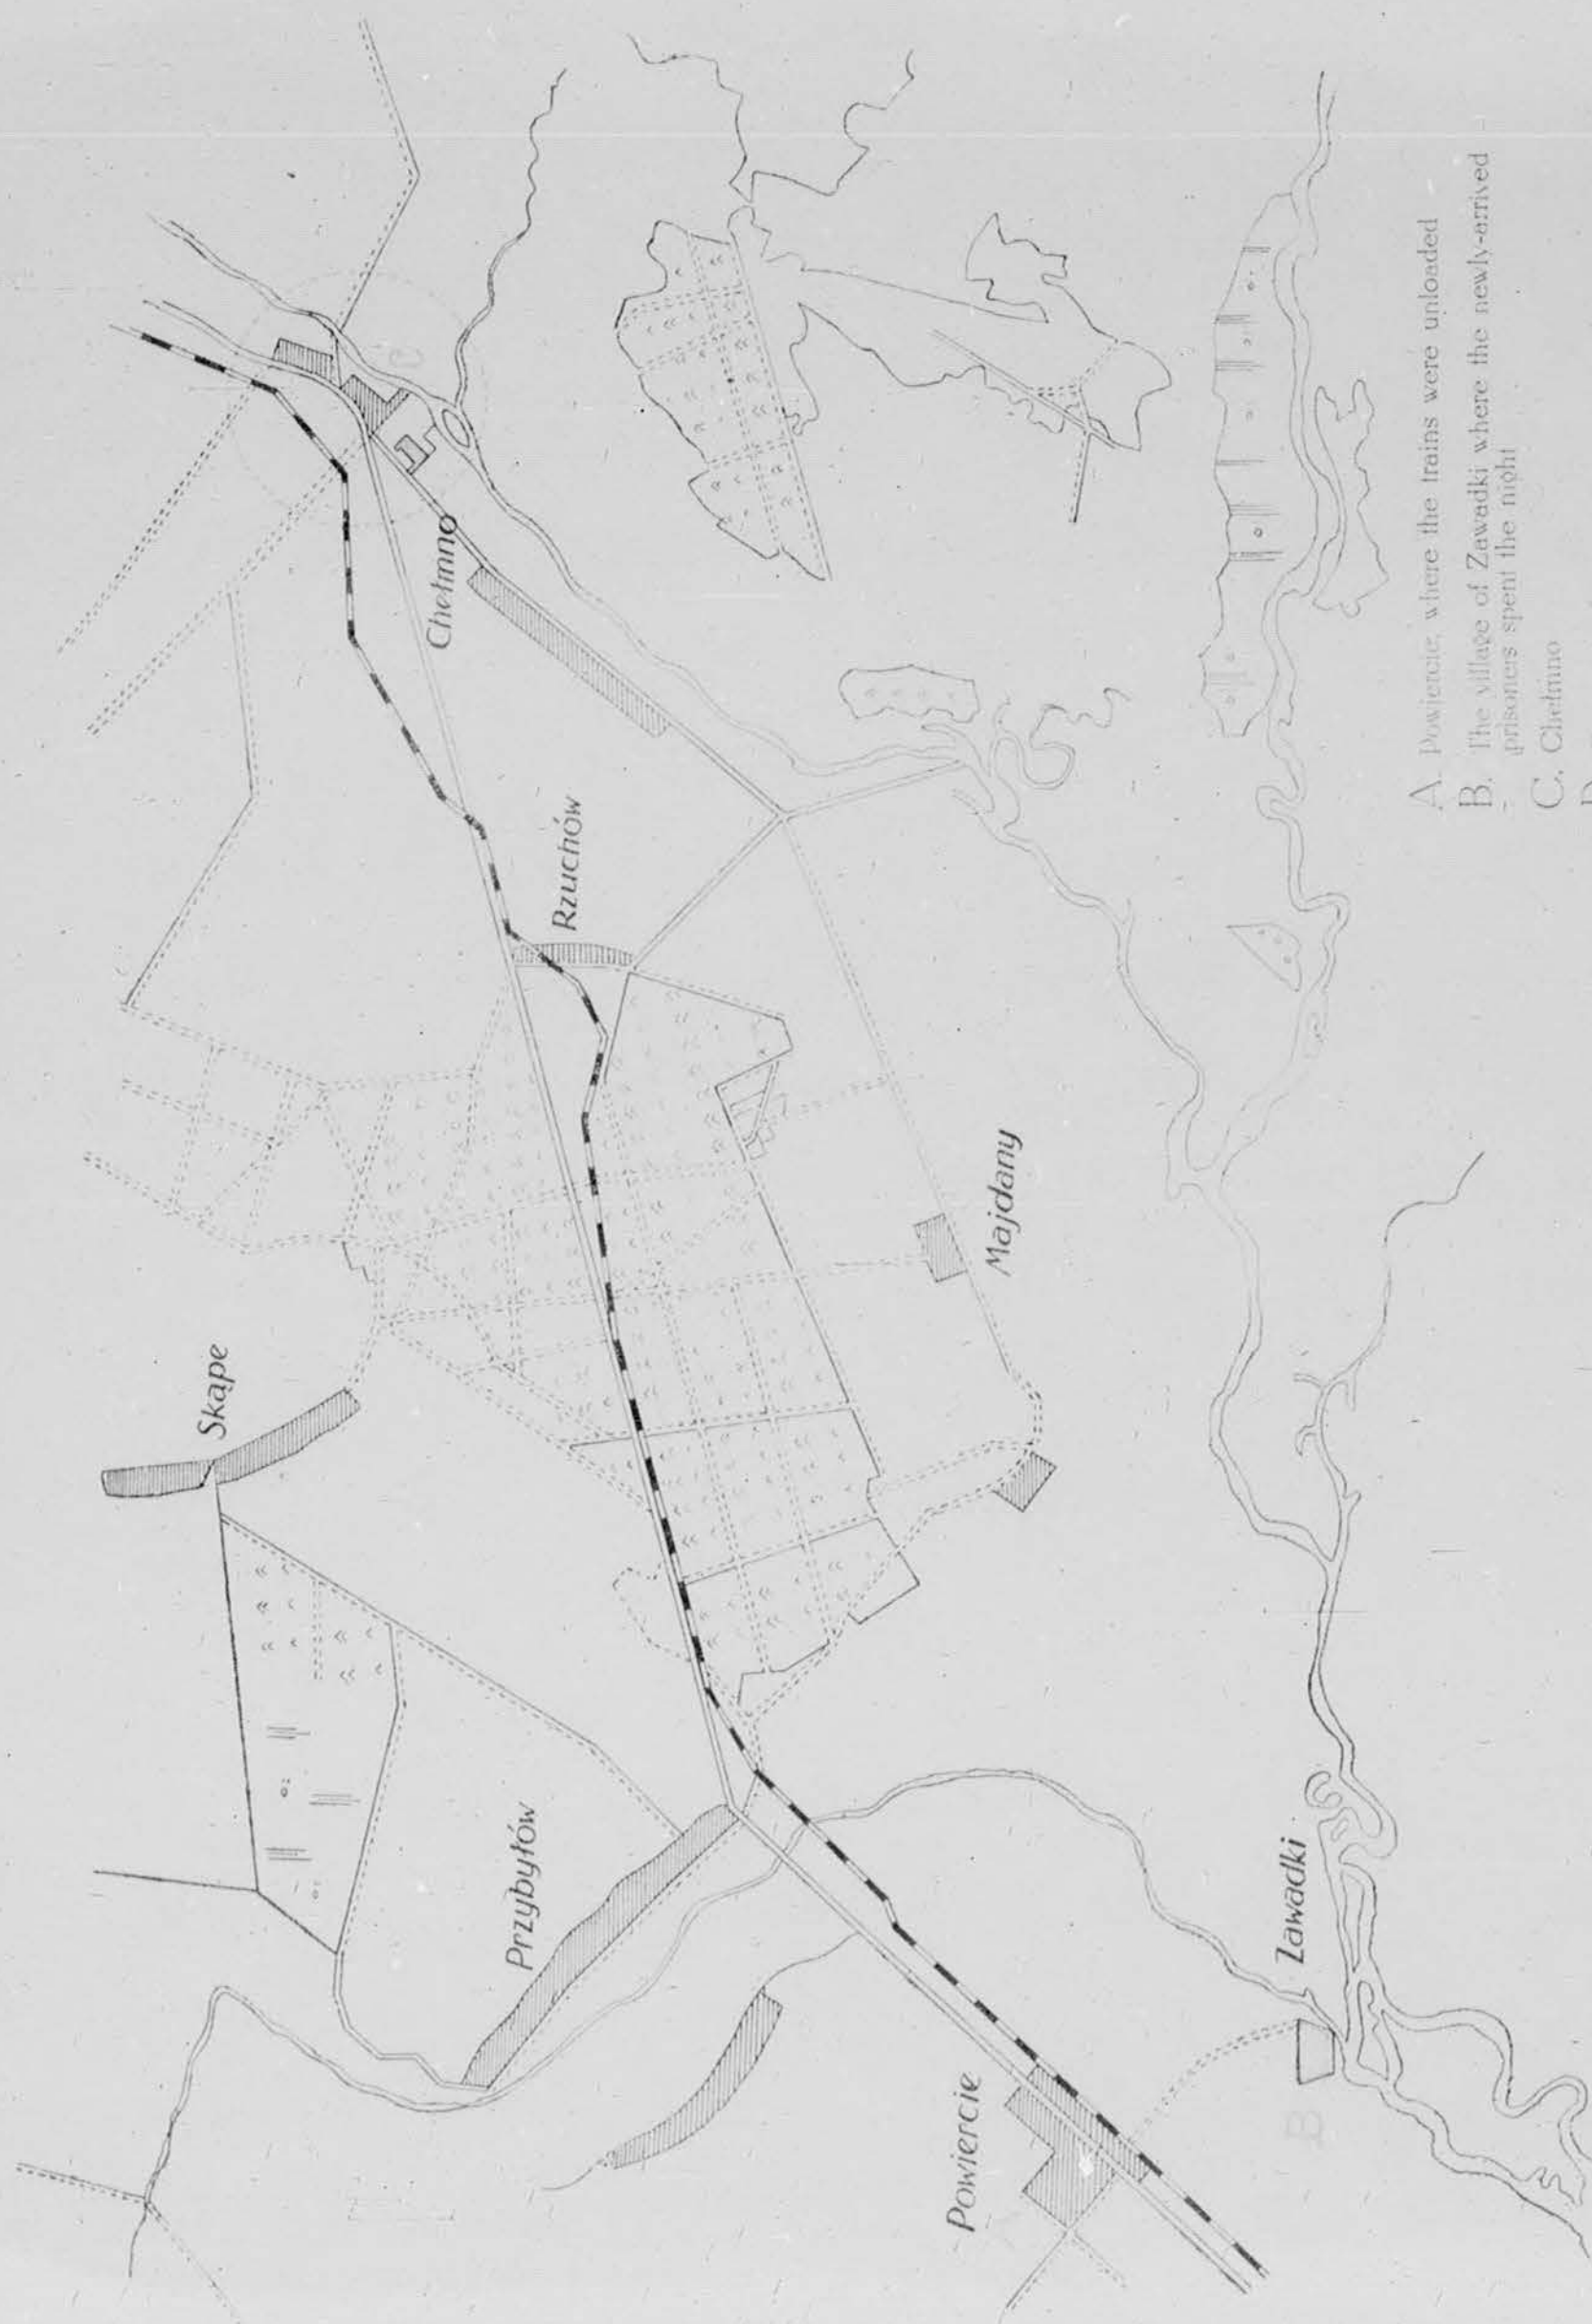 Skąpe
Chełmno
Rzuchów
Przybyłów
Majdany
Powiercie
Zawadki
C
B
A. Powiercie, where the trains were unloaded
B. The village of Zawadki where the newly-arrived
prisoners spent the night
C. Chełmno